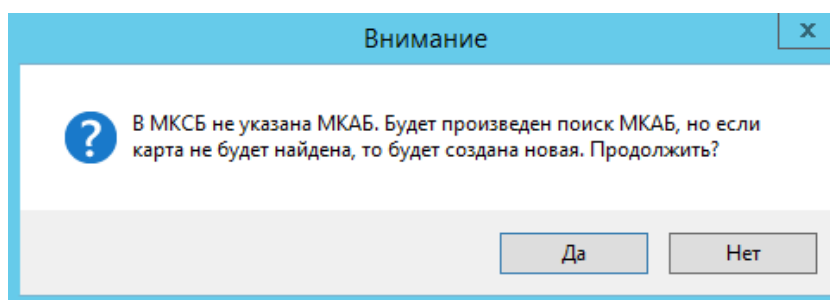 Внимание
x
?
В МКСБ не указана МКАБ. Будет произведен поиск МКАБ, но если
карта не будет найдена, то будет создана новая. Продолжить?
Да Нет